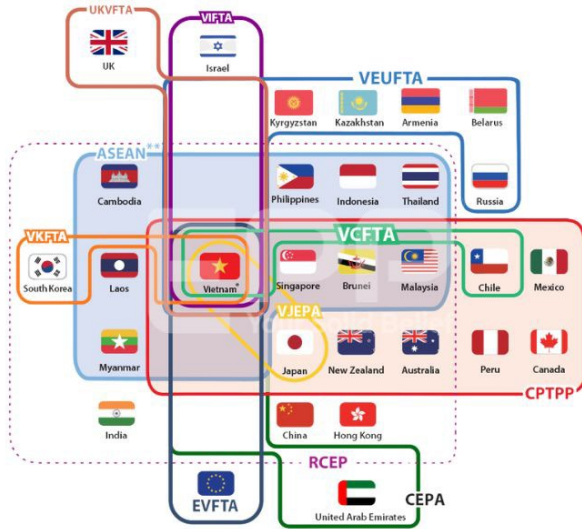 UKVFTA
VIFTA
UK
Israel
VEUFTA
Kyrgyzstan Kazakhstan Armenia Belarus
ASEAN**
Cambodia Philippines Indonesia Thailand Russia
VKFTA
VCFTA
South Korea Laos Vietnam* Singapore Brunei Malaysia Chile Mexico
VJEPA
Myanmar Japan New Zealand Australia Peru Canada
CPTPP
India China Hong Kong
RCEP
EVFTA
CEPA
United Arab Emirates